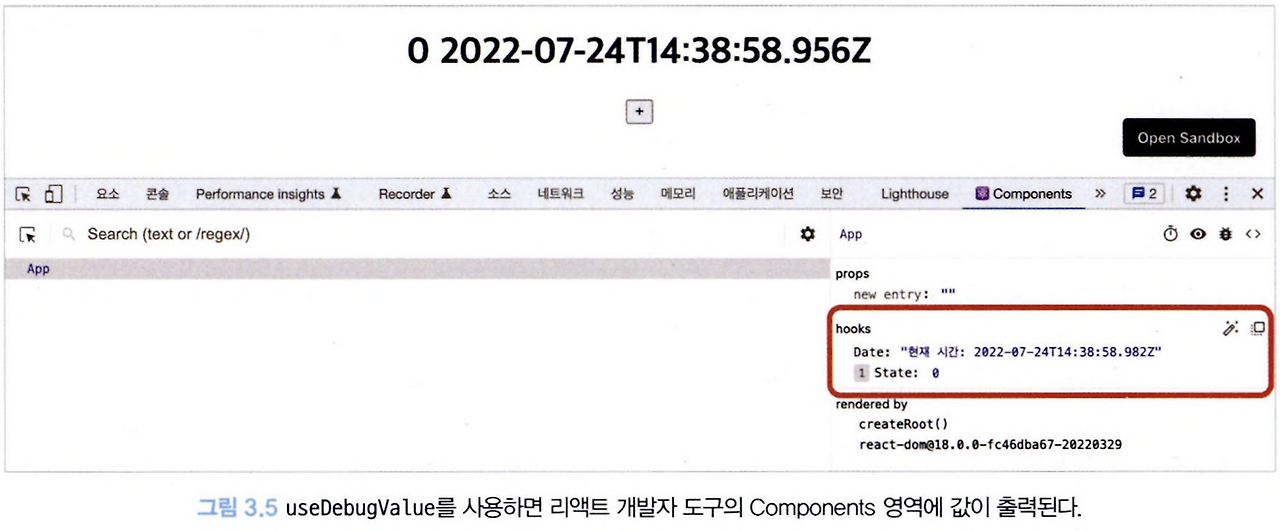 0 2022-07-24T14:38:58.956Z
+
Open Sandbox
요소 콘솔 Performance insights Recorder 소스 네트워크 성능 메모리 애플리케이션 보안 Lighthouse Components » 2
Search (text or /regex/)
App
App
props
new entry: ""
hooks
Date: "현재 시간: 2022-07-24T14:38:58.982Z"
1 State: 0
rendered by
createRoot()
react-dom@18.0.0-fc46dba67-20220329
그림 3.5 useDebugValue를 사용하면 리액트 개발자 도구의 Components 영역에 값이 출력된다.